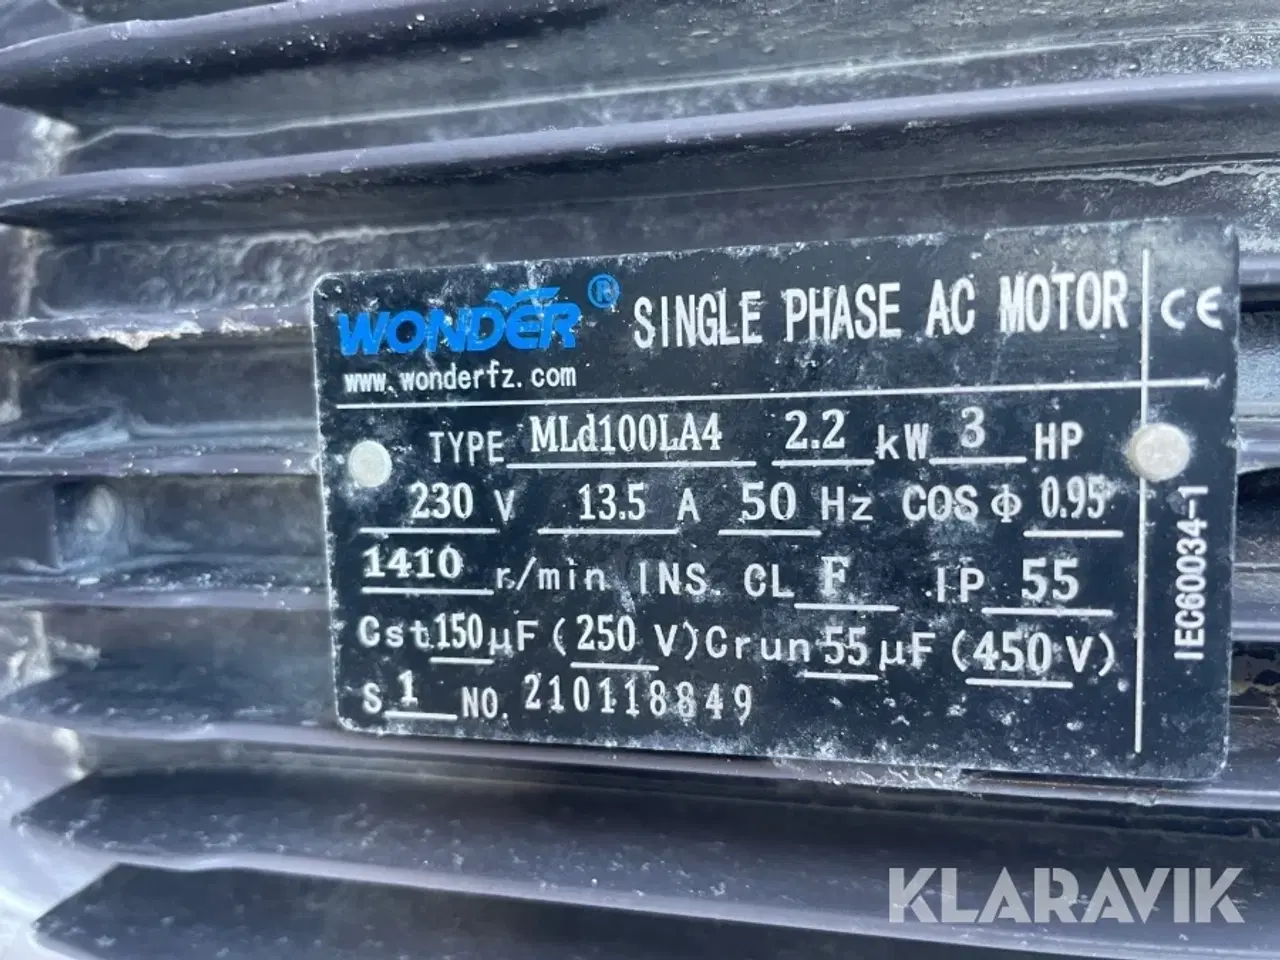 WONDER ® SINGLE PHASE AC MOTOR CE
www.wonderfz.com
TYPE MLd100LA4 2.2 kW 3 HP
230 V 13.5 A 50 Hz COS Φ 0.95
1410 r/min INS. CL F IP 55
Cst 150 μF (250 V) Crun 55 μF (450 V)
S 1 NO. 210118849
IEC60034-1
KLARAVIK